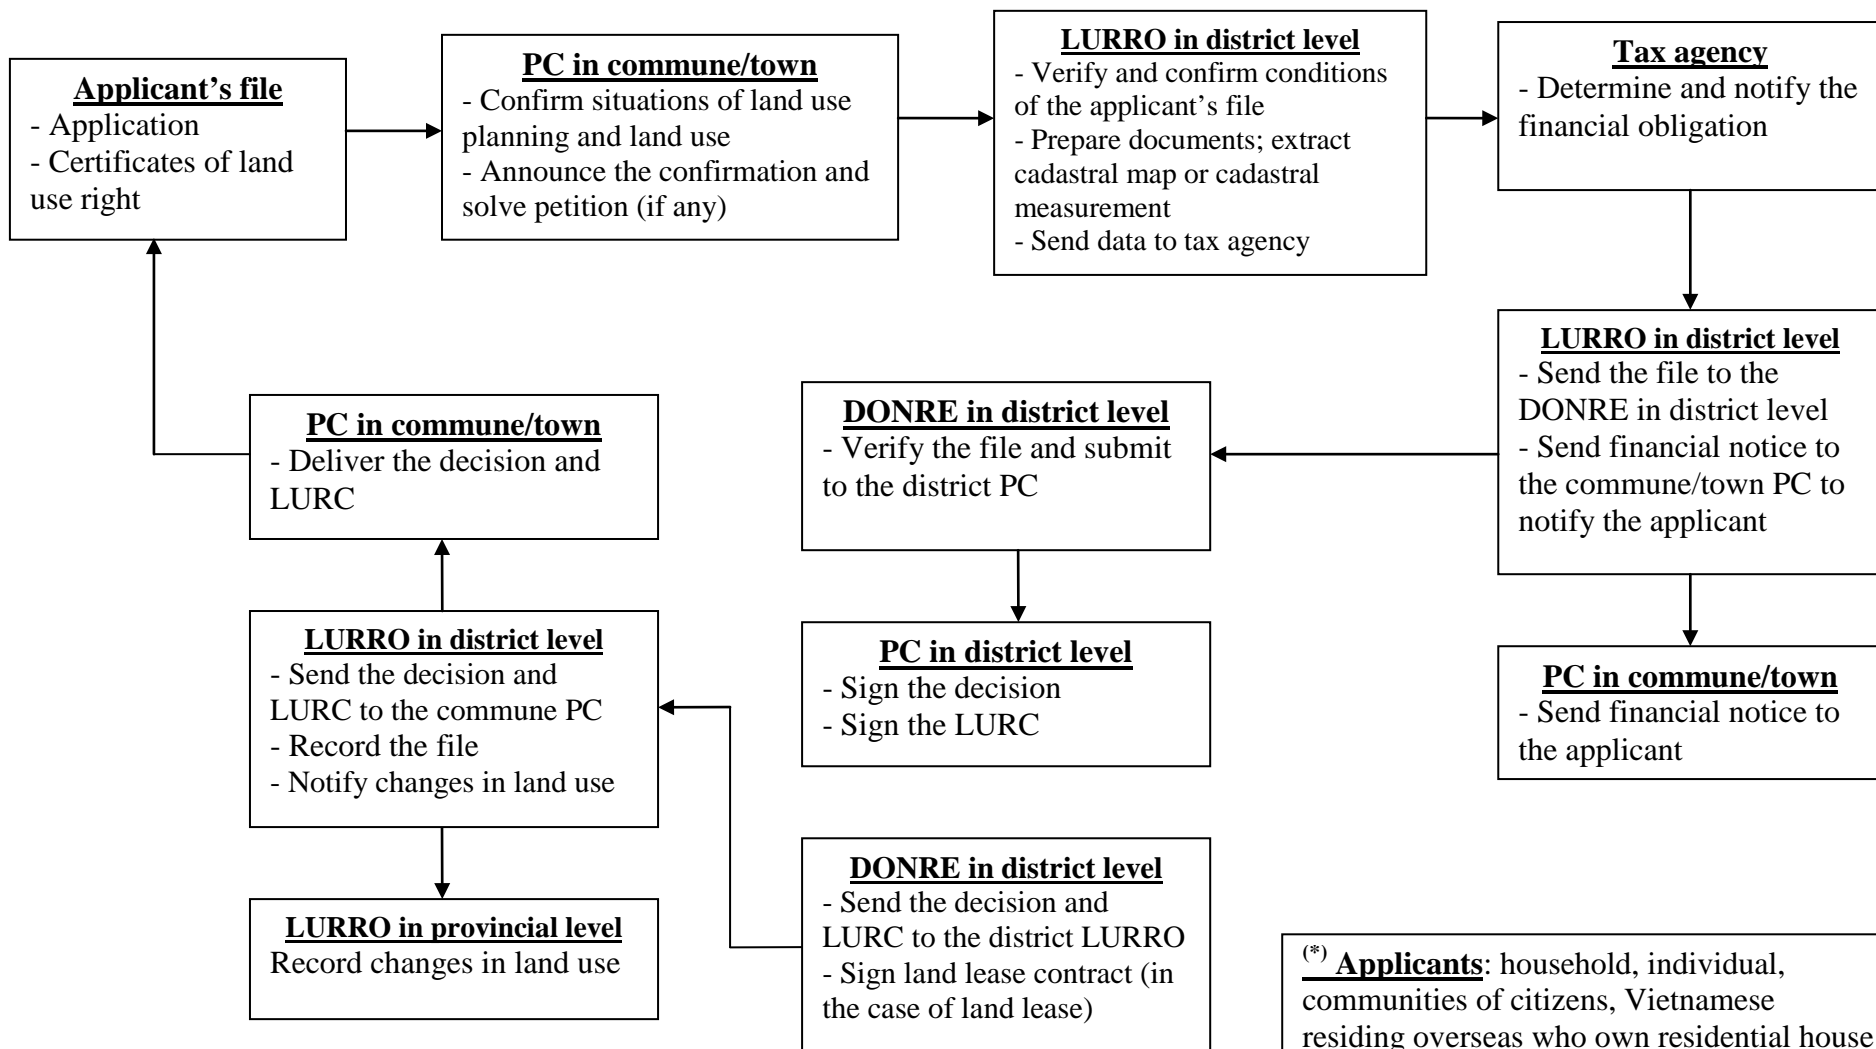 Applicant's file
- Application
- Certificates of land
use right
PC in commune/town
- Confirm situations of land use
planning and land use
- Announce the confirmation and
solve petition (if any)
LURRO in district level
- Verify and confirm conditions
of the applicant's file
- Prepare documents; extract
cadastral map or cadastral
measurement
- Send data to tax agency
Tax agency
- Determine and notify the
financial obligation
LURRO in district level
- Send the file to the
DONRE in district level
- Send financial notice to
the commune/town PC to
notify the applicant
PC in commune/town
- Send financial notice to
the applicant
DONRE in district level
- Verify the file and submit
to the district PC
PC in district level
- Sign the decision
- Sign the LURC
DONRE in district level
- Send the decision and
LURC to the district LURRO
- Sign land lease contract (in
the case of land lease)
LURRO in district level
- Send the decision and
LURC to the commune PC
- Record the file
- Notify changes in land use
PC in commune/town
- Deliver the decision and
LURC
LURRO in provincial level
Record changes in land use
(*) Applicants: household, individual,
communities of citizens, Vietnamese
residing overseas who own residential house